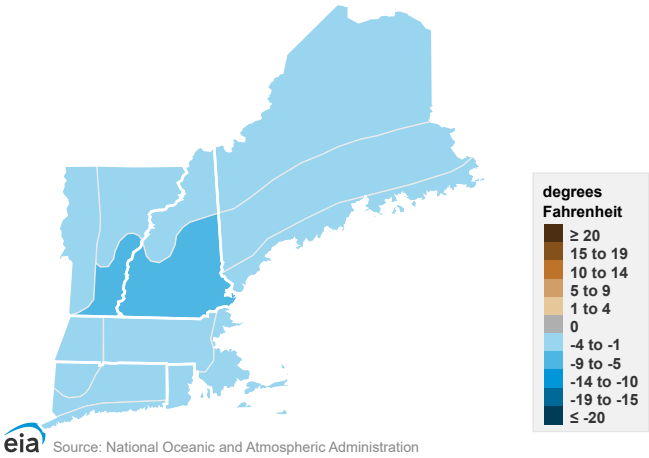 degrees
Fahrenheit
≥ 20
15 to 19
10 to 14
5 to 9
1 to 4
0
-4 to -1
-9 to -5
-14 to -10
-19 to -15
≤ -20
eia
Source: National Oceanic and Atmospheric Administration